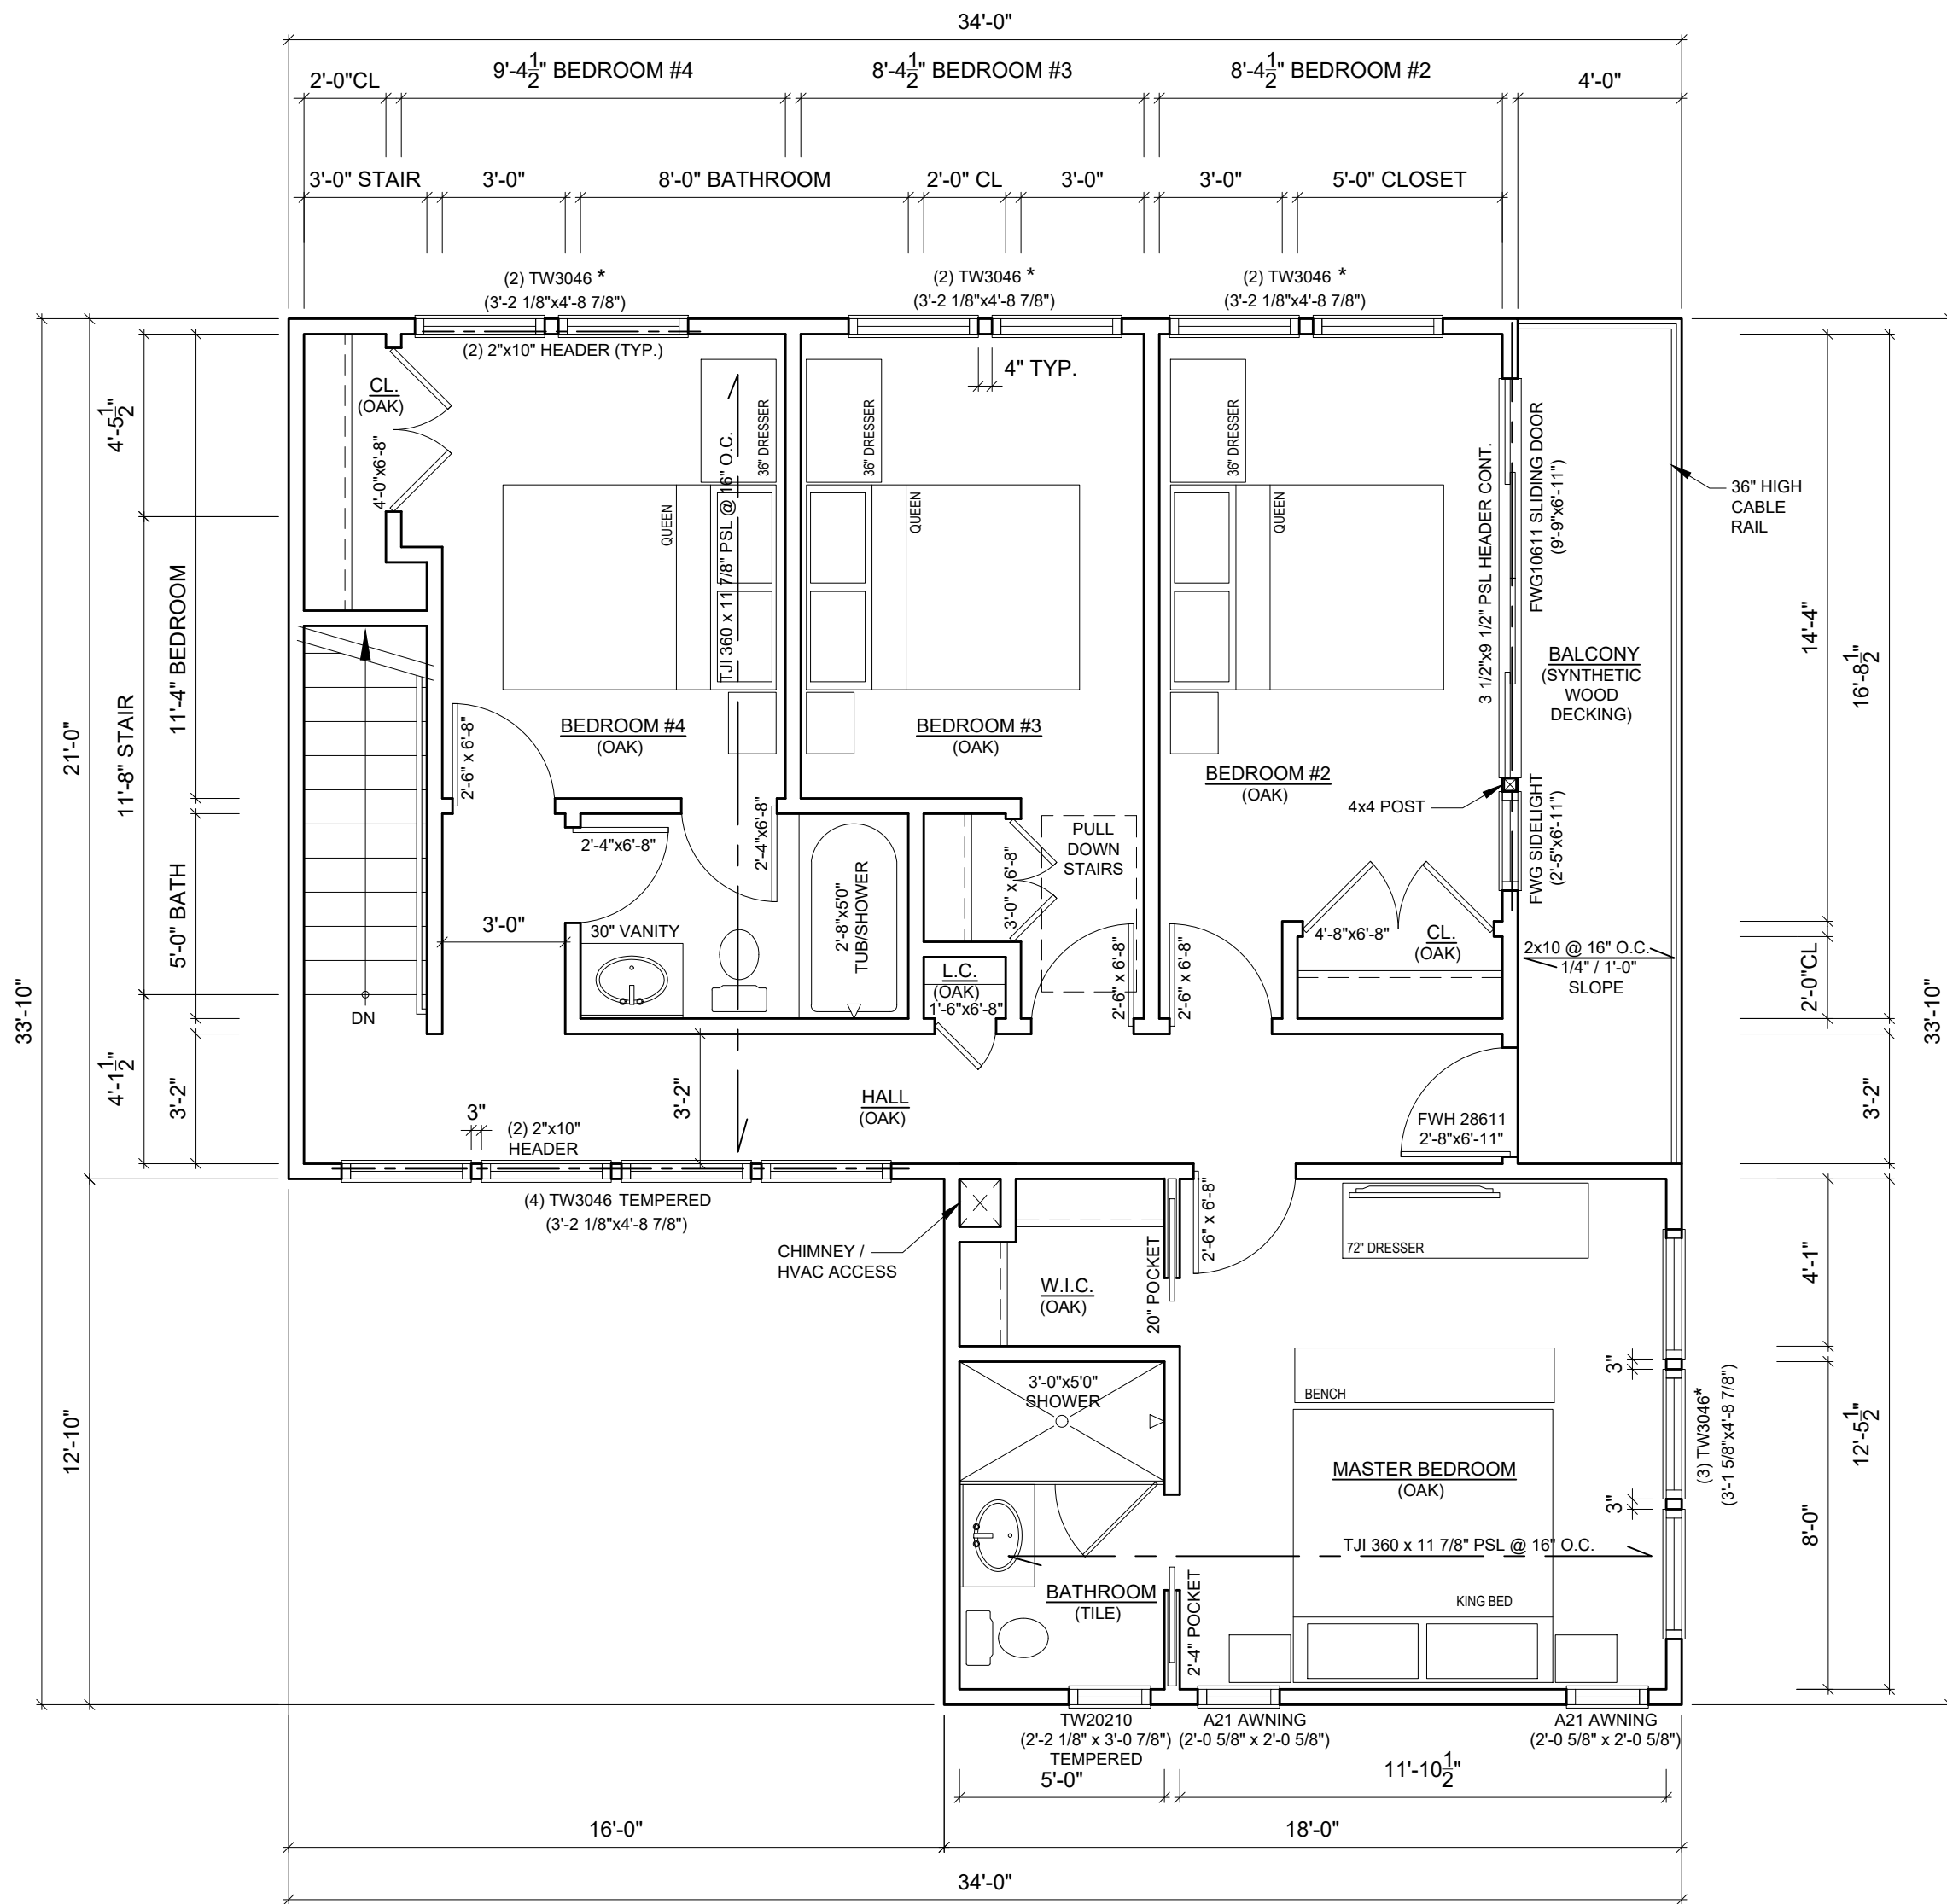 34'-0"
2'-0"CL
9'-4 1/2" BEDROOM #4
8'-4 1/2" BEDROOM #3
8'-4 1/2" BEDROOM #2
4'-0"
3'-0" STAIR
3'-0"
8'-0" BATHROOM
2'-0" CL
3'-0"
3'-0"
5'-0" CLOSET
(2) TW3046 *
(3'-2 1/8"x4'-8 7/8")
(2) TW3046 *
(3'-2 1/8"x4'-8 7/8")
(2) TW3046 *
(3'-2 1/8"x4'-8 7/8")
(2) 2"x10" HEADER (TYP.)
4" TYP.
CL.
(OAK)
4'-0"x6'-8"
36" DRESSER
36" DRESSER
36" DRESSER
QUEEN
QUEEN
QUEEN
TJI 360 x 11 7/8" PSL @ 16" O.C.
3 1/2"x9 1/2" PSL HEADER CONT.
FWG10611 SLIDING DOOR
(9'-9"x6'-11")
36" HIGH
CABLE
RAIL
BALCONY
(SYNTHETIC
WOOD
DECKING)
4'-5 1/2"
11'-4" BEDROOM
11'-8" STAIR
21'-0"
33'-10"
5'-0" BATH
4'-1 1/2"
3'-2"
12'-10"
14'-4"
16'-8 1/2"
2'-0"CL
33'-10"
3'-2"
BEDROOM #4
(OAK)
BEDROOM #3
(OAK)
BEDROOM #2
(OAK)
2'-6" x 6'-8"
4x4 POST
FWG SIDELIGHT
(2'-5"x6'-11")
2'-4"x6'-8"
2'-4"x6'-8"
PULL
DOWN
STAIRS
3'-0" x 6'-8"
2'-8"x5'0"
TUB/SHOWER
3'-0"
30" VANITY
L.C.
(OAK)
1'-6"x6'-8"
2'-6" x 6'-8"
2'-6" x 6'-8"
4'-8"x6'-8"
CL.
(OAK)
2x10 @ 16" O.C.
1/4" / 1'-0"
SLOPE
DN
3'-2"
HALL
(OAK)
3"
(2) 2"x10"
HEADER
FWH 28611
2'-8"x6'-11"
(4) TW3046 TEMPERED
(3'-2 1/8"x4'-8 7/8")
CHIMNEY /
HVAC ACCESS
2'-6" x 6'-8"
72" DRESSER
W.I.C.
(OAK)
20" POCKET
4'-1"
3'-0"x5'0"
SHOWER
BENCH
3"
3"
(3) TW3046*
(3'-1 5/8"x4'-8 7/8")
12'-5 1/2"
8'-0"
MASTER BEDROOM
(OAK)
TJI 360 x 11 7/8" PSL @ 16" O.C.
BATHROOM
(TILE)
KING BED
2'-4" POCKET
TW20210
(2'-2 1/8" x 3'-0 7/8")
TEMPERED
A21 AWNING
(2'-0 5/8" x 2'-0 5/8")
A21 AWNING
(2'-0 5/8" x 2'-0 5/8")
5'-0"
11'-10 1/2"
16'-0"
18'-0"
34'-0"